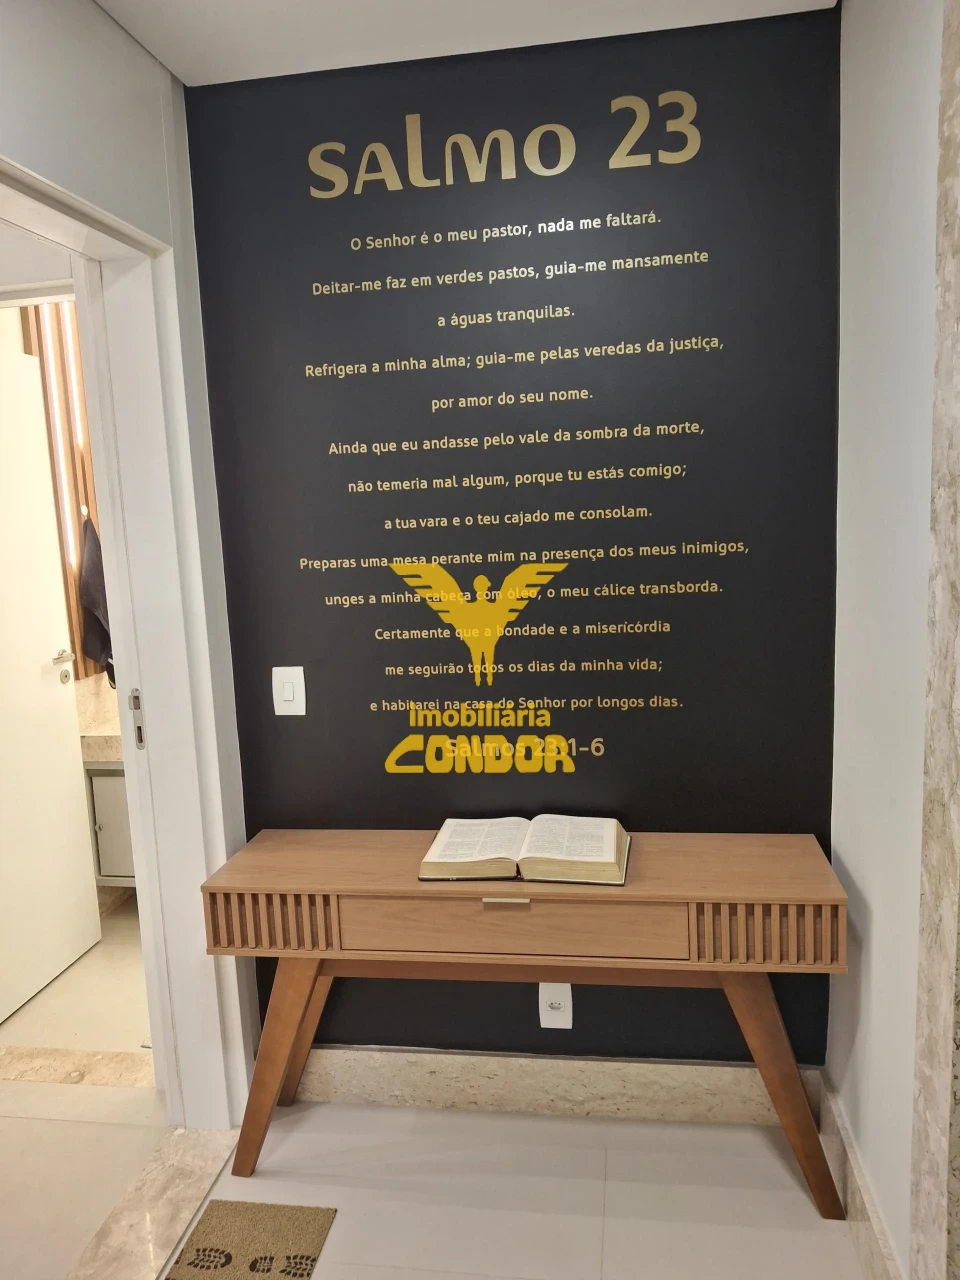 SALMO 23
O Senhor é o meu pastor, nada me faltará.
Deitar-me faz em verdes pastos, guia-me mansamente
a águas tranquilas.
Refrigera a minha alma; guia-me pelas veredas da justiça,
por amor do seu nome.
Ainda que eu andasse pelo vale da sombra da morte,
não temeria mal algum, porque tu estás comigo;
a tua vara e o teu cajado me consolam.
Preparas uma mesa perante mim na presença dos meus inimigos,
unges a minha cabeça com óleo, o meu cálice transborda.
Certamente que a bondade e a miserícórdia
me seguirão todos os dias da minha vida;
e habitarei na casa do Senhor por longos dias.
Imobiliária
Salmos 23:1-6
CONDOR